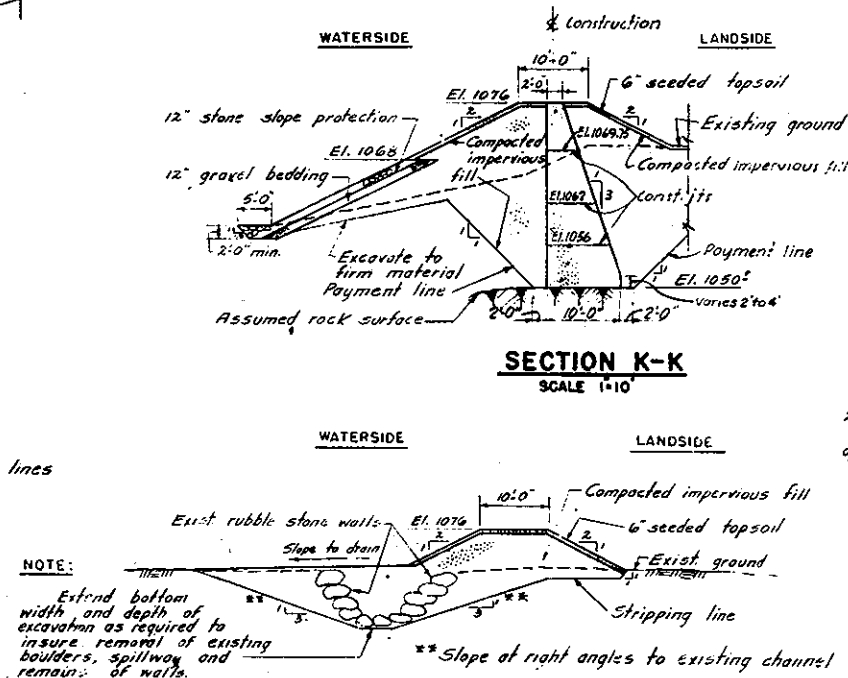 ℄ Construction
WATERSIDE
LANDSIDE
10'-0"
2'-0"
6" seeded topsoil
El. 1076
2
1
2
1
12" stone slope protection
El. 1069.75
Existing ground
El. 1068
Compacted
impervious
fill
Compacted impervious fill
12" gravel bedding
1
3
Const. jts
5'-0"
El. 1067
El. 1056
1
1
2'-0" min.
Excavate to
firm material
Payment line
Payment line
1
1
El. 1050±
Varies 2' to 4'
Assumed rock surface
2'-0"
10'-0"
2'-0"
SECTION K-K
SCALE 1"=10'
WATERSIDE
LANDSIDE
lines
10'-0"
Compacted impervious fill
Exist rubble stone walls
El. 1076
6" seeded topsoil
Slope to drain
2
1
2
1
Exist. ground
NOTE:
Extend bottom
width and depth of
excavation as required to
insure removal of existing
boulders, spillway and
remains of walls.
**
1
3
1
3
**
Stripping line
** Slope at right angles to existing channel